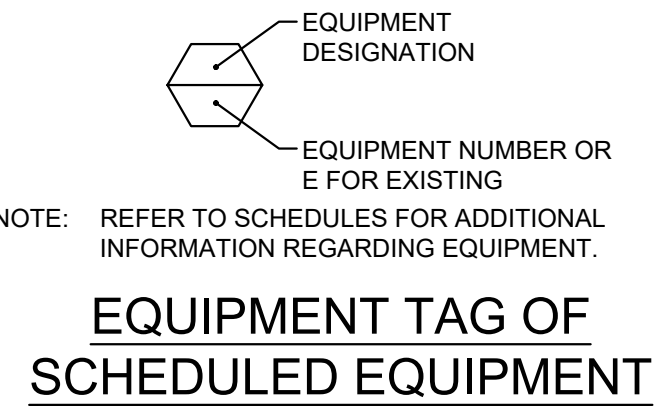 EQUIPMENT
DESIGNATION
EQUIPMENT NUMBER OR
E FOR EXISTING
NOTE: REFER TO SCHEDULES FOR ADDITIONAL
INFORMATION REGARDING EQUIPMENT.
EQUIPMENT TAG OF
SCHEDULED EQUIPMENT